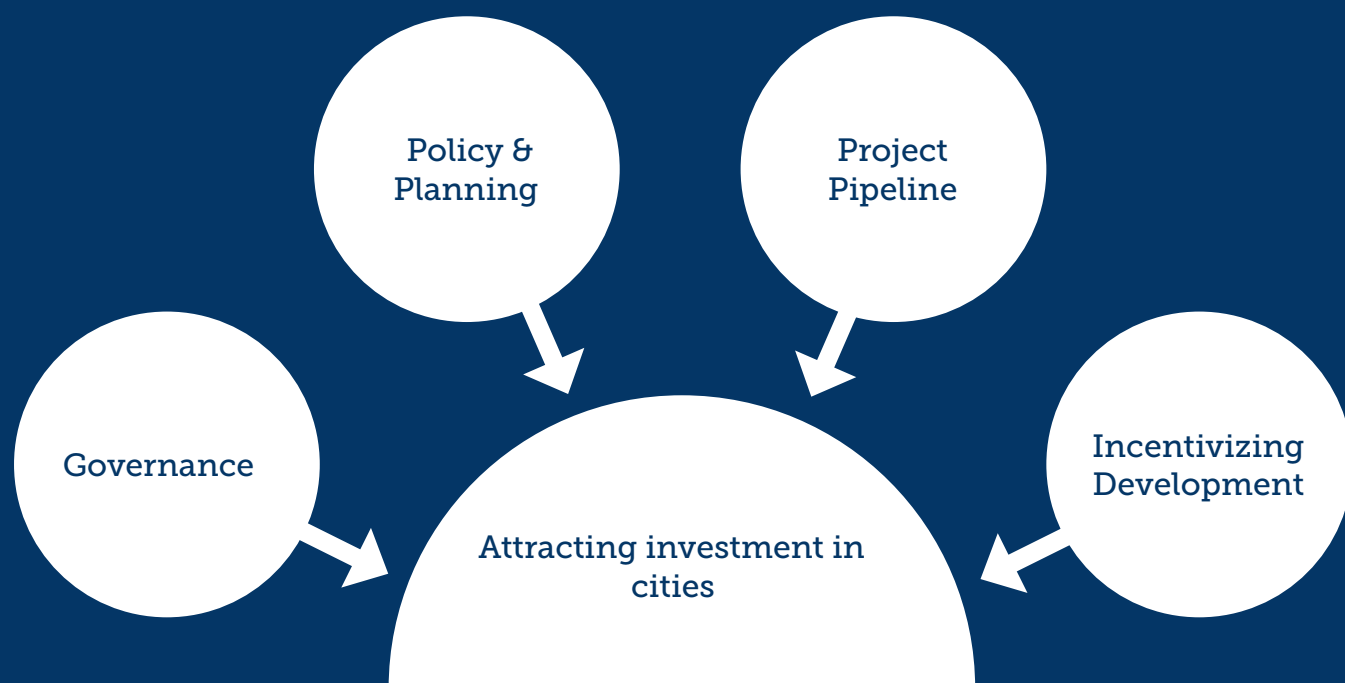 Policy &
Planning
Project
Pipeline
Governance
Incentivizing
Development
Attracting investment in
cities